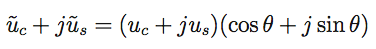 ũ_c + jũ_s = (u_c + ju_s)(cos θ + j sin θ)